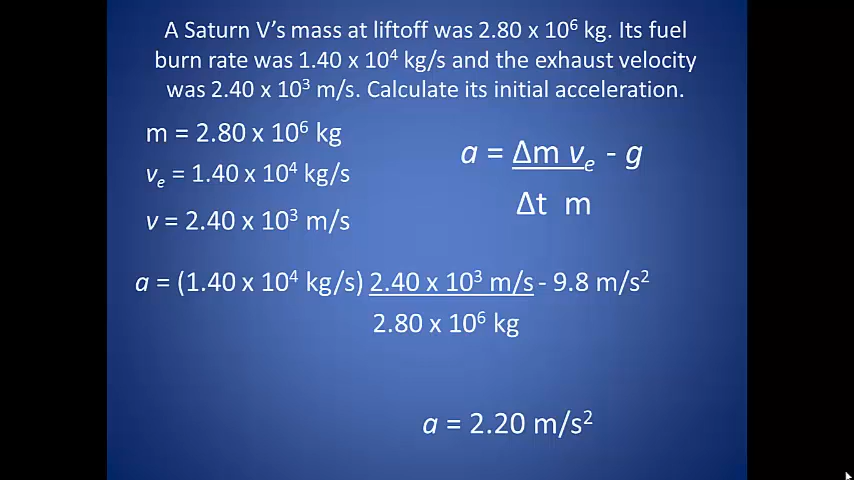 A Saturn V's mass at liftoff was 2.80 x 10⁶ kg. Its fuel
burn rate was 1.40 x 10⁴ kg/s and the exhaust velocity
was 2.40 x 10³ m/s. Calculate its initial acceleration.
m = 2.80 x 10⁶ kg
vₑ = 1.40 x 10⁴ kg/s
v = 2.40 x 10³ m/s
a = Δm vₑ - g
Δt m
a = (1.40 x 10⁴ kg/s) 2.40 x 10³ m/s - 9.8 m/s²
2.80 x 10⁶ kg
a = 2.20 m/s²